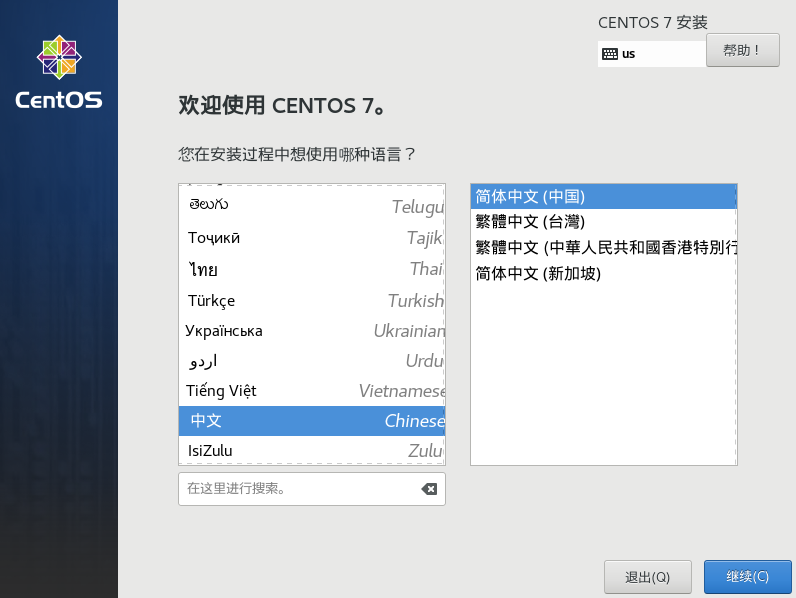 CentOS
CENTOS 7 安装
us
帮助！
欢迎使用 CENTOS 7。
您在安装过程中想使用哪种语言？
తెలుగు Telugu
Тоҷикӣ Tajik
ไทย Thai
Türkçe Turkish
Українська Ukrainian
اردو Urdu
Tiếng Việt Vietnamese
中文 Chinese
IsiZulu Zulu
简体中文 (中国)
繁體中文 (台灣)
繁體中文 (中華人民共和國香港特別行
简体中文 (新加坡)
在这里进行搜索。
退出(Q)
继续(C)